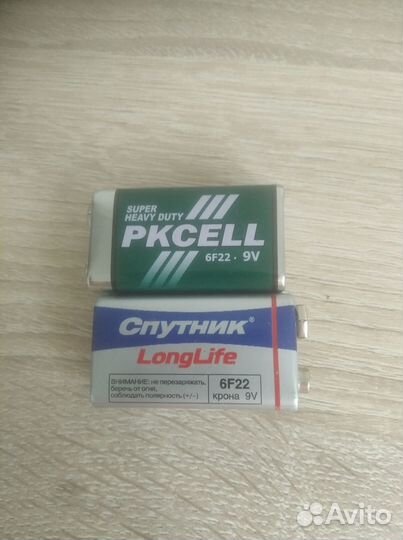 SUPER
HEAVY DUTY
PKCELL
6F22 · 9V
Спутник®
LongLife
ВНИМАНИЕ: не перезаряжать,
беречь от огня,
соблюдать полярность (+/-)
6F22
крона 9V
Avito